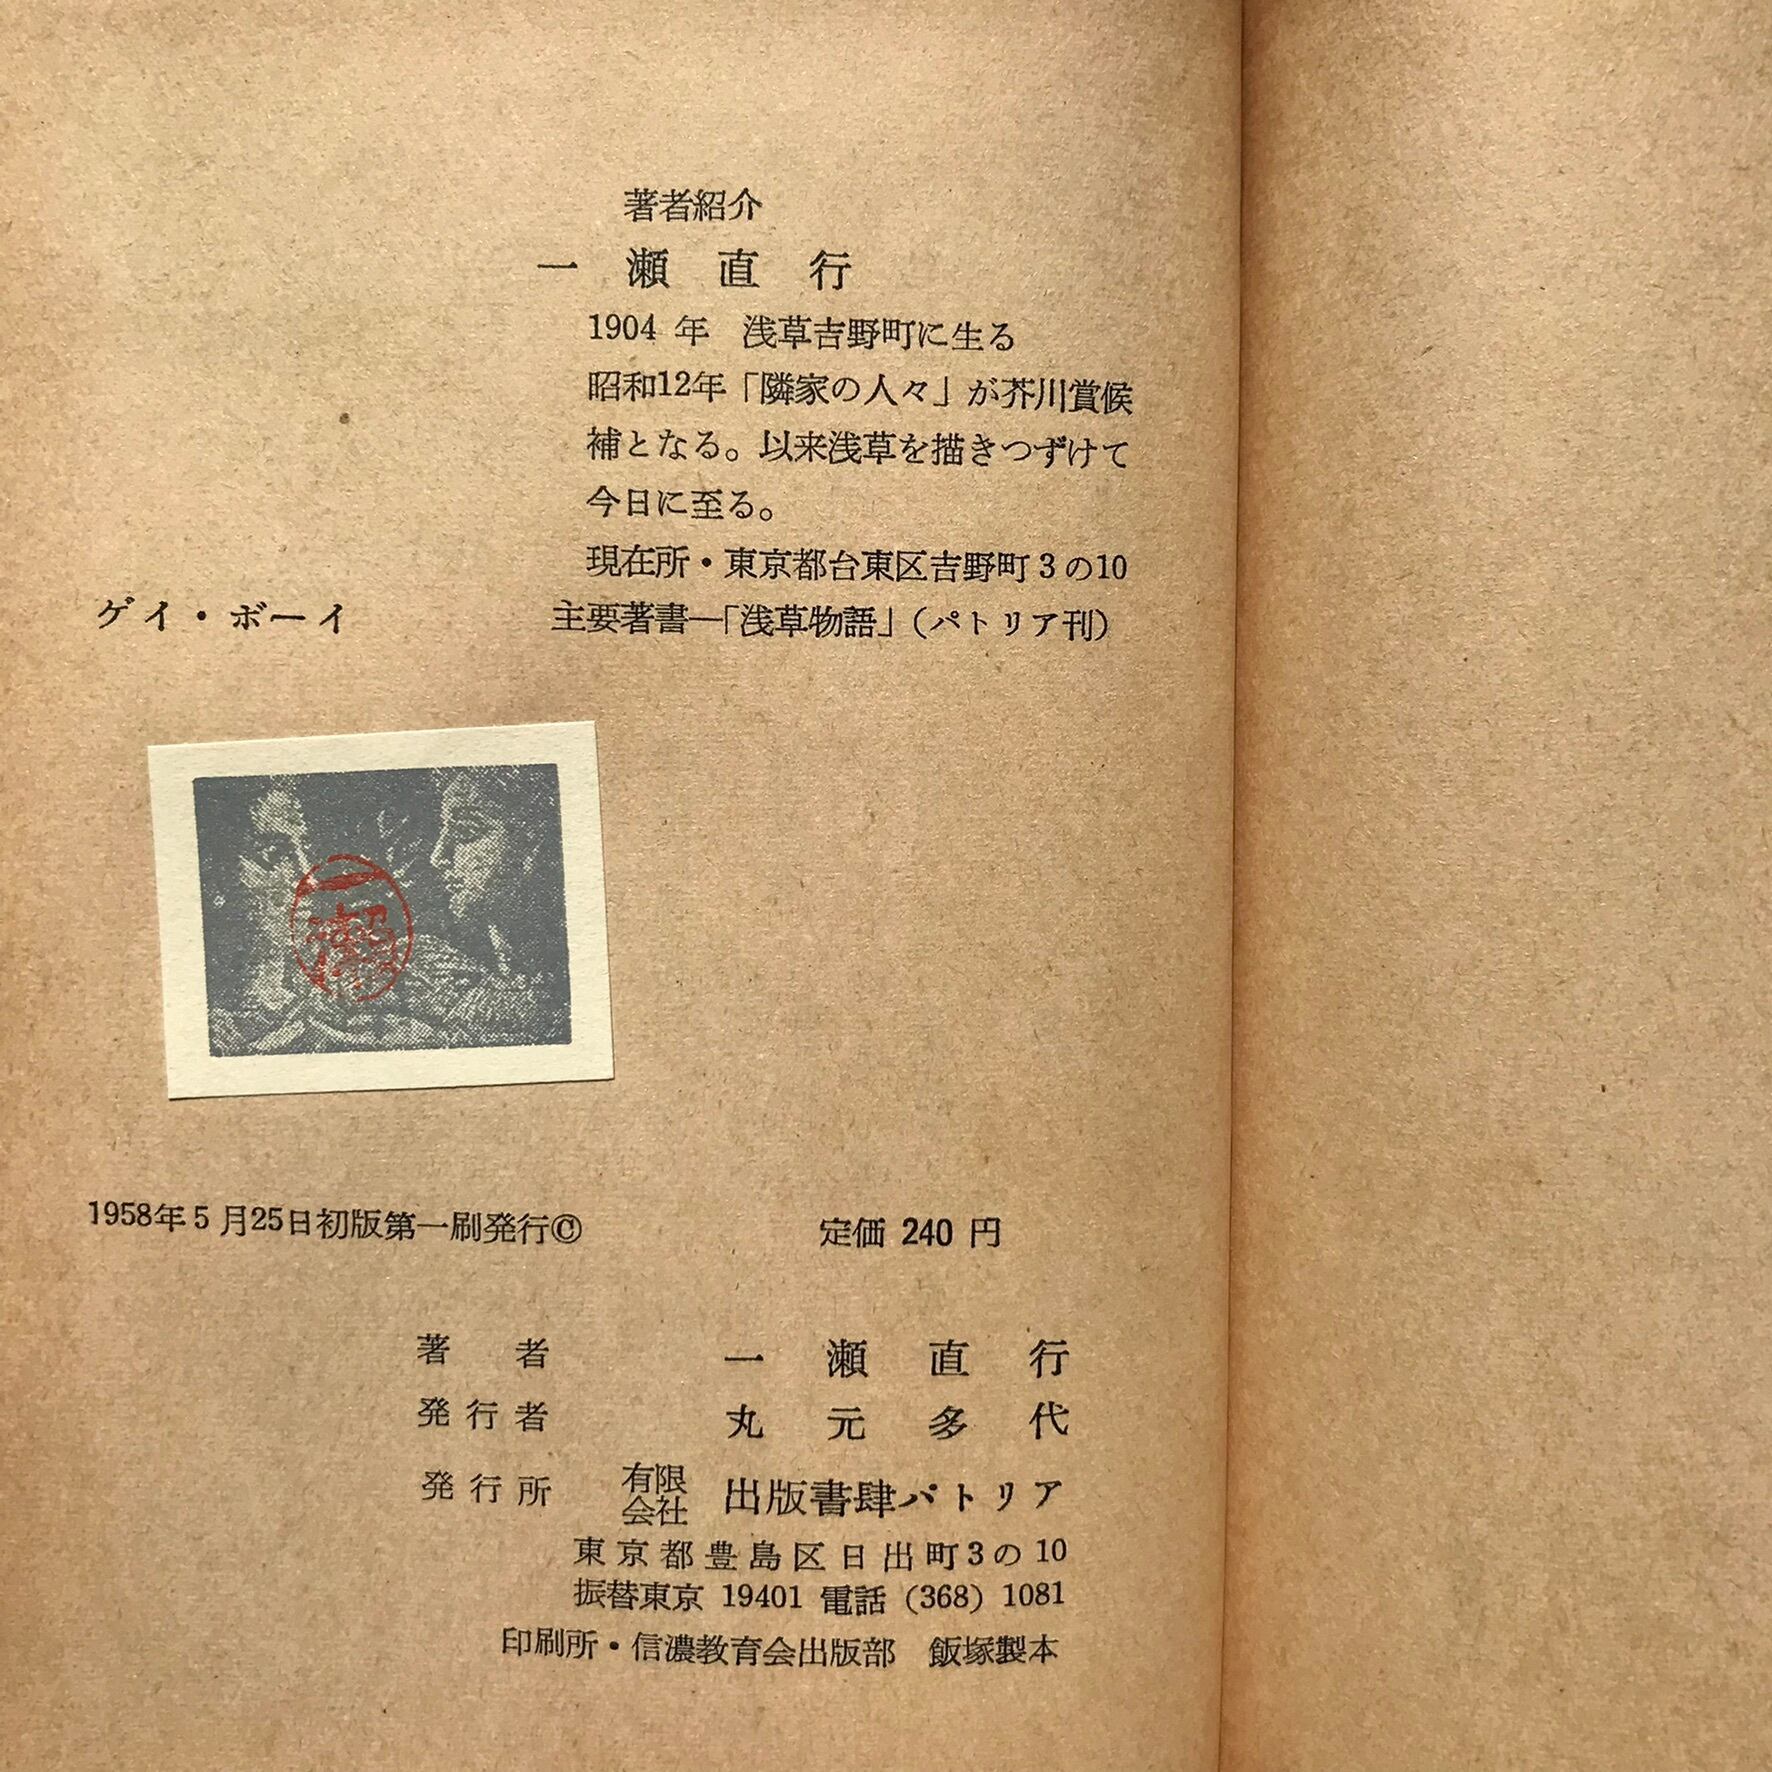 著者紹介
一瀬直行
1904年 浅草吉野町に生る
昭和12年「隣家の人々」が芥川賞候
補となる。以来浅草を描きつずけて
今日に至る。
現在所・東京都台東区吉野町3の10
主要著書―「浅草物語」(パトリア刊)
ゲイ・ボーイ
一瀬
1958年5月25日初版第一刷発行©
定価 240 円
著者 一瀬直行
発行者 丸元多代
発行所 有限会社 出版書肆パトリア
東京都豊島区日出町3の10
振替東京 19401 電話 (368) 1081
印刷所・信濃教育会出版部 飯塚製本